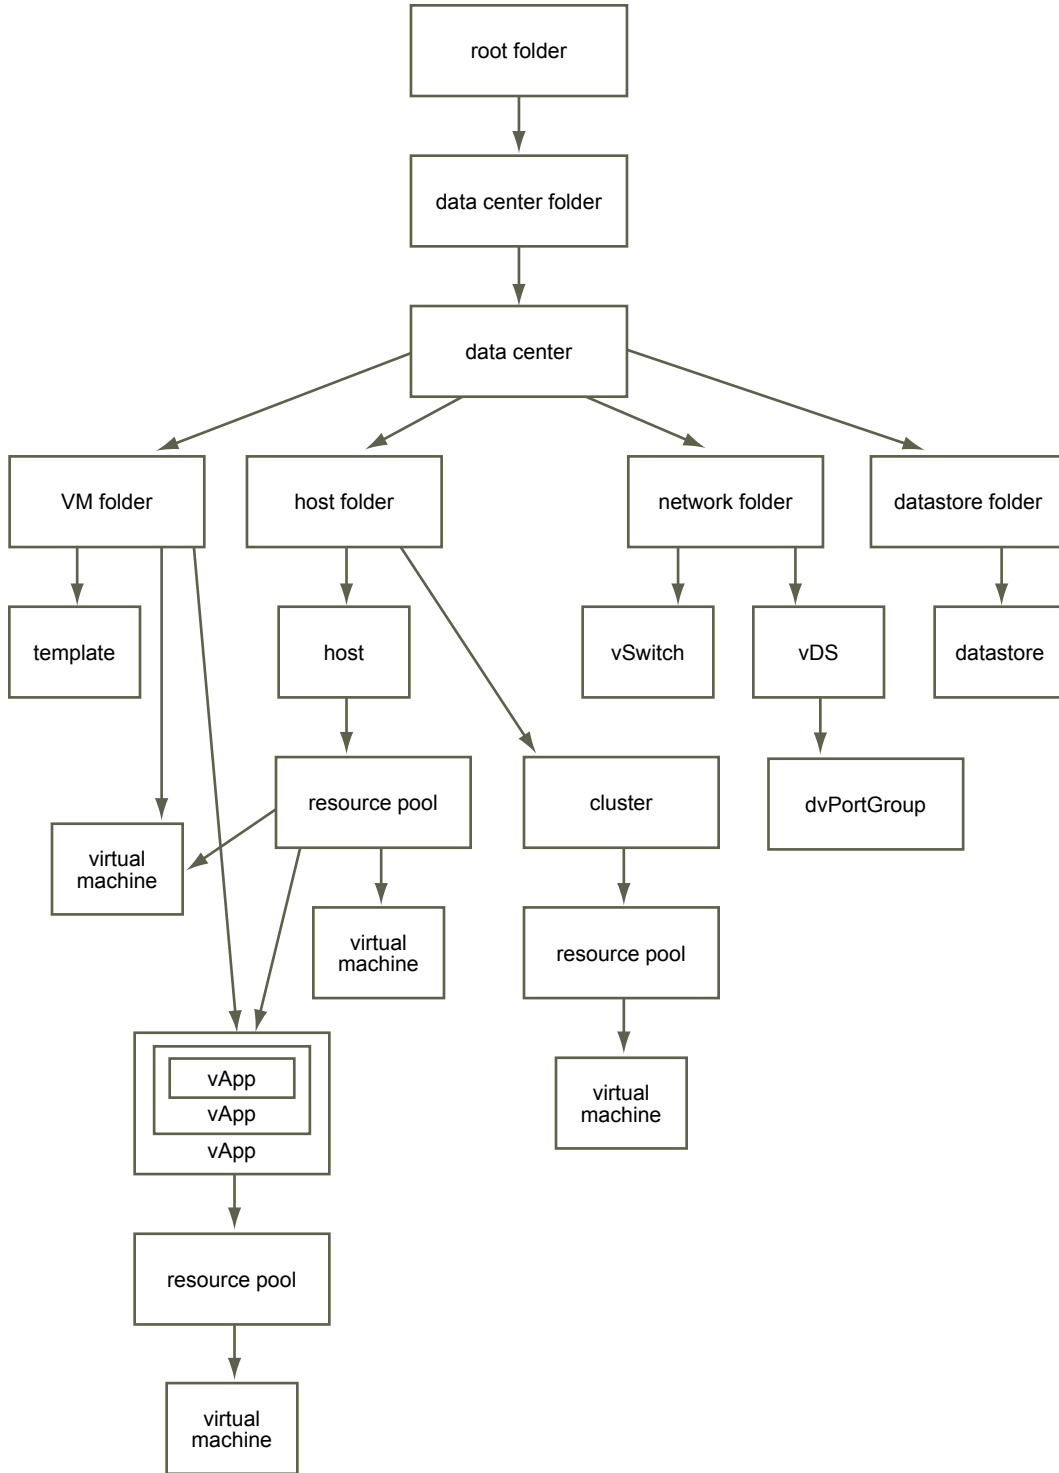 root folder
data center folder
data center
VM folder
host folder
network folder
datastore folder
template
host
vSwitch
vDS
datastore
resource pool
cluster
dvPortGroup
virtual
machine
virtual
machine
resource pool
vApp
vApp
vApp
virtual
machine
resource pool
virtual
machine